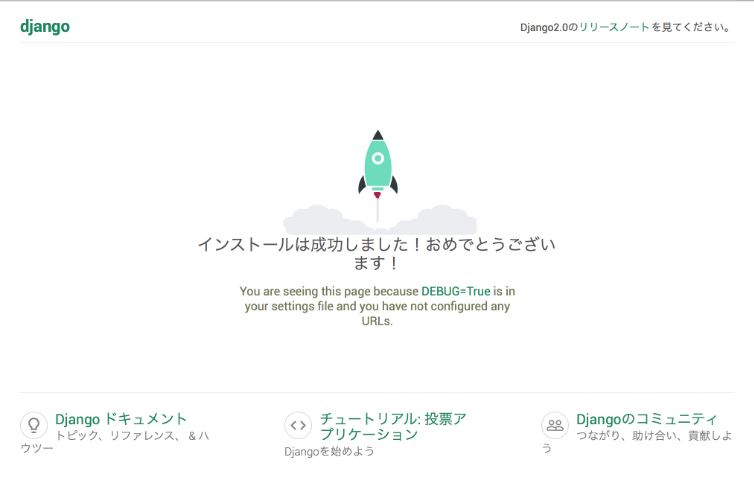 django
Django2.0のリリースノートを見てください。
インストールは成功しました！おめでとうござい
ます！
You are seeing this page because DEBUG=True is in
your settings file and you have not configured any
URLs.
Django ドキュメント
トピック、リファレンス、 & ハ
ウツー
チュートリアル: 投票ア
プリケーション
Djangoを始めよう
Djangoのコミュニティ
つながり、助け合い、貢献しよ
う